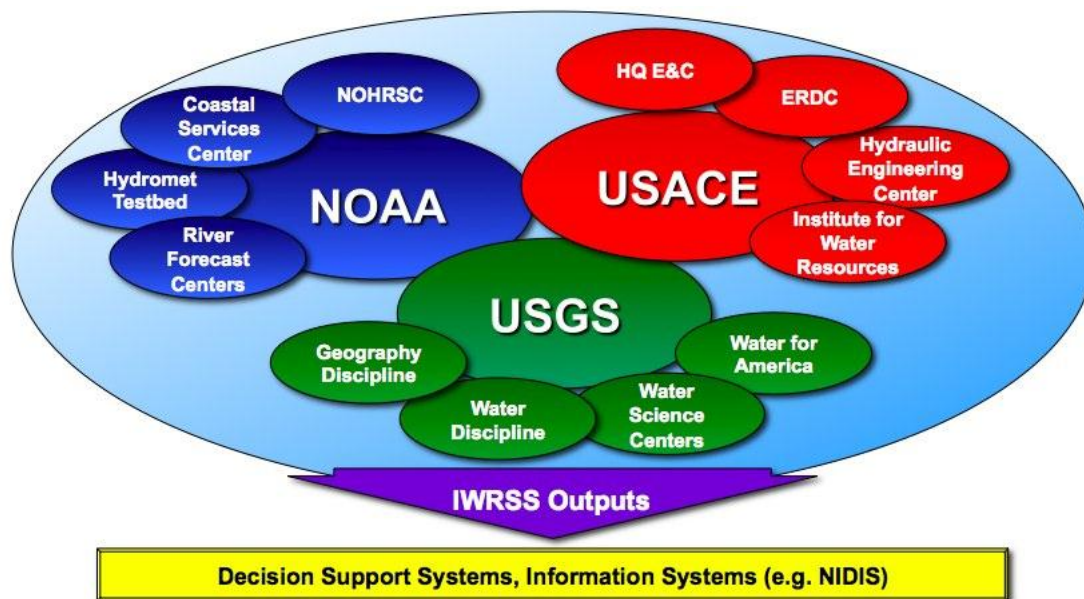 NOHRSC
Coastal
Services
Center
Hydromet
Testbed
River
Forecast
Centers
NOAA
HQ E&C
ERDC
Hydraulic
Engineering
Center
Institute for
Water
Resources
USACE
USGS
Geography
Discipline
Water
Discipline
Water
Science
Centers
Water for
America
IWRSS Outputs
Decision Support Systems, Information Systems (e.g. NIDIS)